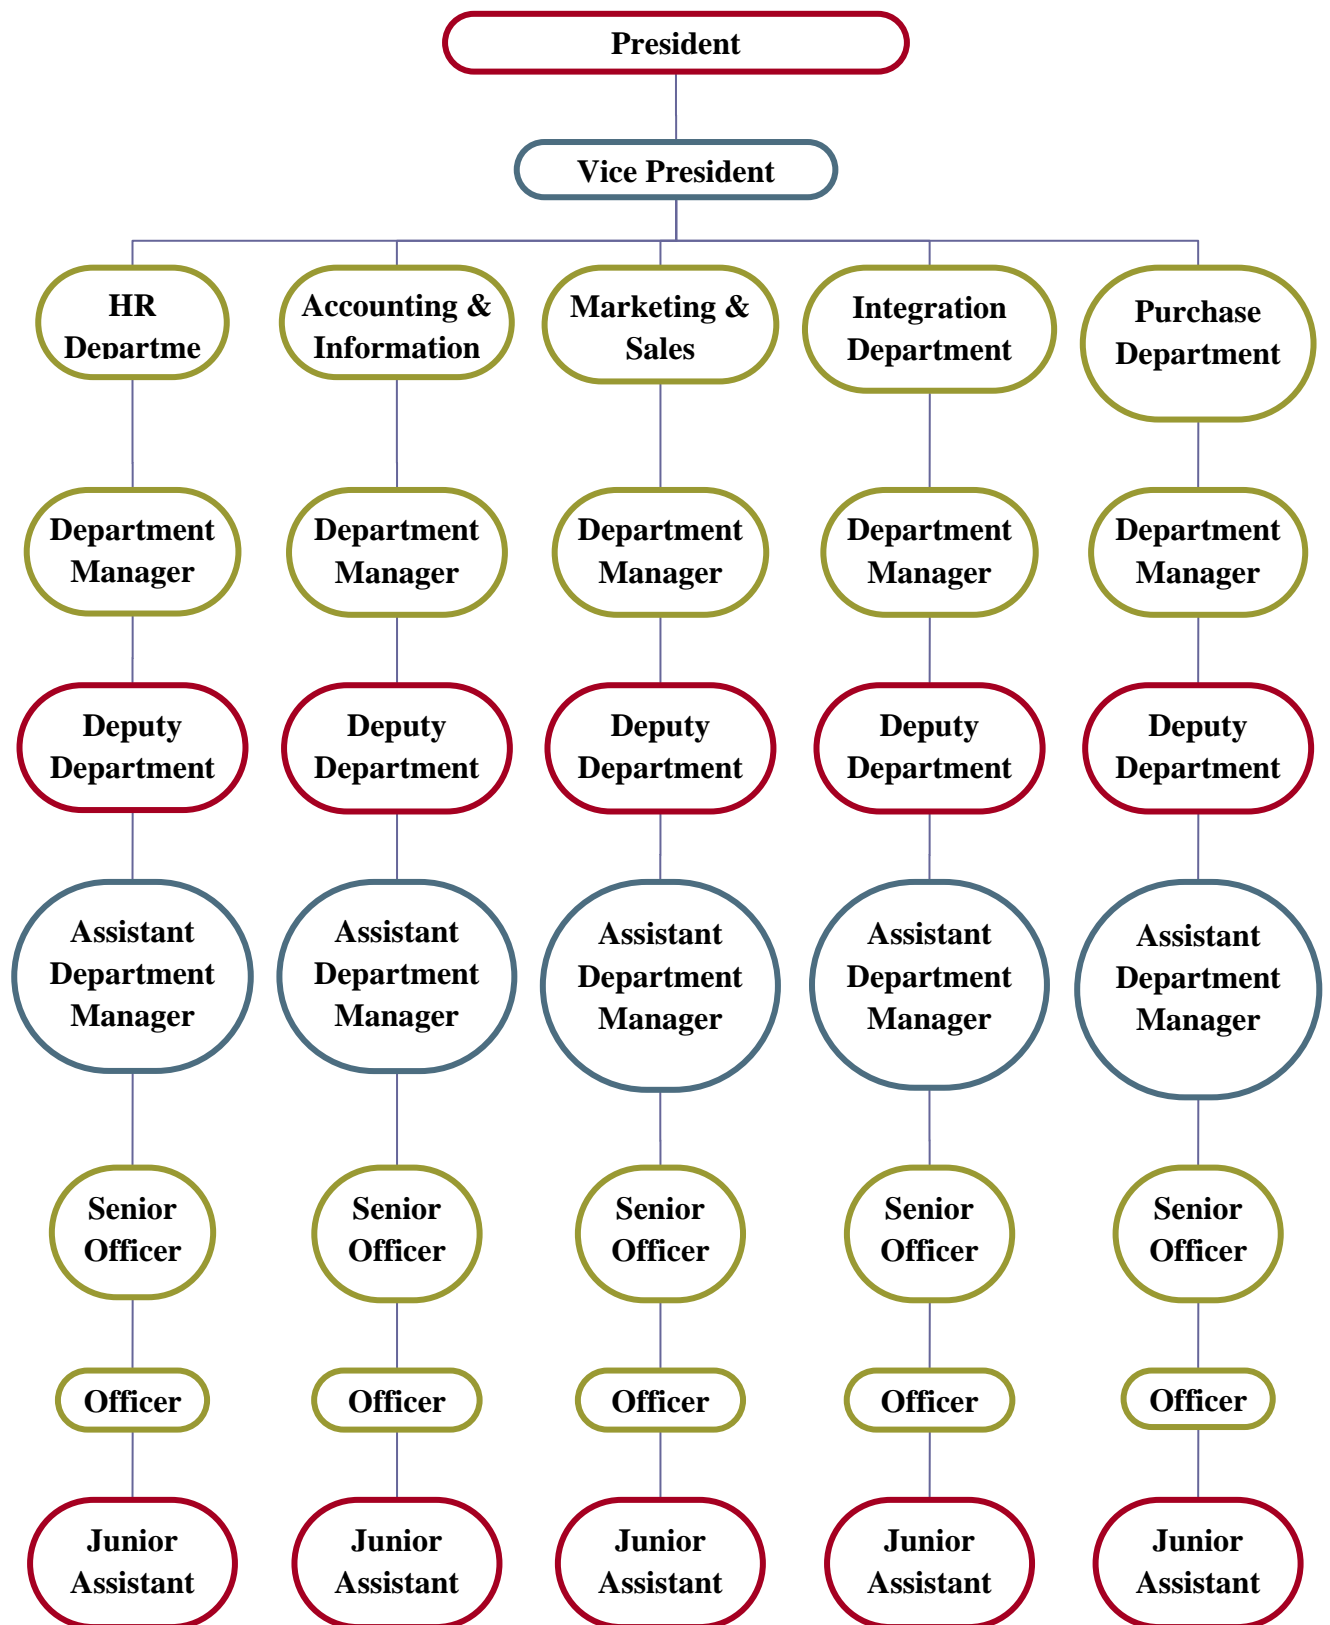 President
Vice President
HR
Departme
Accounting &
Information
Marketing &
Sales
Integration
Department
Purchase
Department
Department
Manager
Department
Manager
Department
Manager
Department
Manager
Department
Manager
Deputy
Department
Deputy
Department
Deputy
Department
Deputy
Department
Deputy
Department
Assistant
Department
Manager
Assistant
Department
Manager
Assistant
Department
Manager
Assistant
Department
Manager
Assistant
Department
Manager
Senior
Officer
Senior
Officer
Senior
Officer
Senior
Officer
Senior
Officer
Officer
Officer
Officer
Officer
Officer
Junior
Assistant
Junior
Assistant
Junior
Assistant
Junior
Assistant
Junior
Assistant